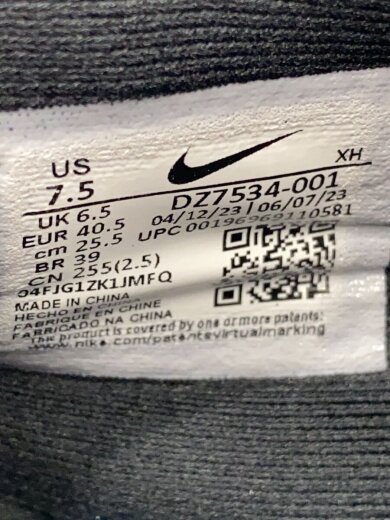 US
7.5
XH
UK 6.5
DZ7534-001
EUR 40.5
04/12/23 | 06/07/23
cm 25.5
UPC 00196969110581
BR 39
CN 255(2.5)
04FJG1ZK1JMFQ
MADE IN CHINA
HECHO EN CHINA
FABRIQUE EN CHINE
FABRICADO NA CHINA
This product is covered by one or more patents:
www.nike.com/patentsvirtualmarking